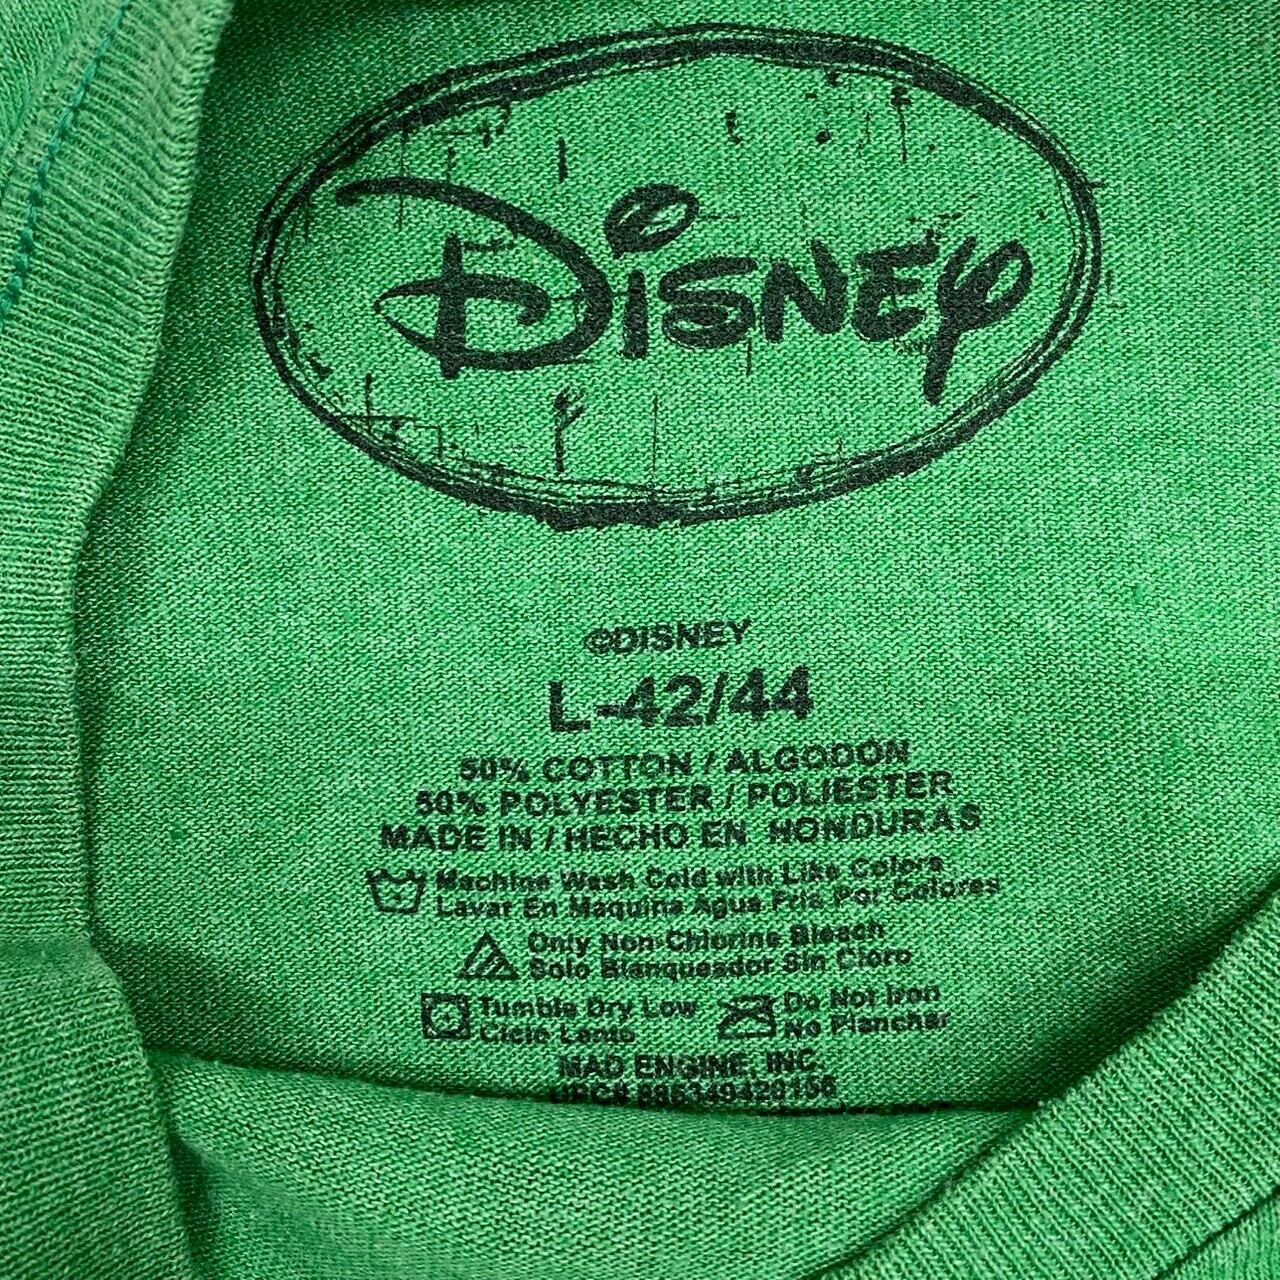 Disney
©DISNEY
L-42/44
50% COTTON / ALGODÓN
50% POLYESTER / POLIESTER
MADE IN / HECHO EN HONDURAS
Machine Wash Cold with Like Colors
Lavar En Maquina Agua Fria Por Colores
Only Non-Chlorine Bleach
Solo Blanqueador Sin Cloro
Tumble Dry Low
Ciclo Lento
Do Not Iron
No Planchar
MAD ENGINE, INC.